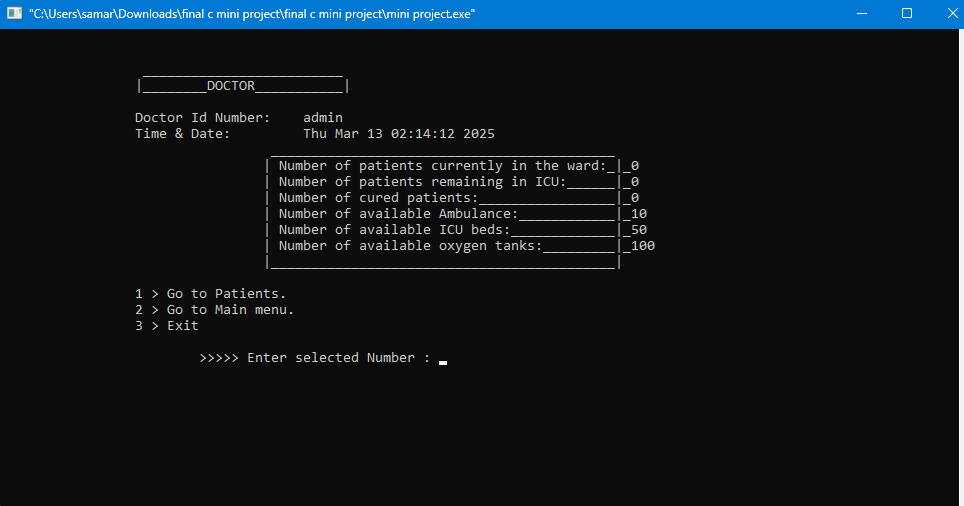 "C:\Users\samar\Downloads\final c mini project\final c mini project\mini project.exe"
________DOCTOR___________
Doctor Id Number: admin
Time & Date: Thu Mar 13 02:14:12 2025
| Number of patients currently in the ward:_|_0
| Number of patients remaining in ICU:______|_0
| Number of cured patients:_________________|_0
| Number of available Ambulance:____________|_10
| Number of available ICU beds:_____________|_50
| Number of available oxygen tanks:_________|_100
1 > Go to Patients.
2 > Go to Main menu.
3 > Exit
>>>>> Enter selected Number : _